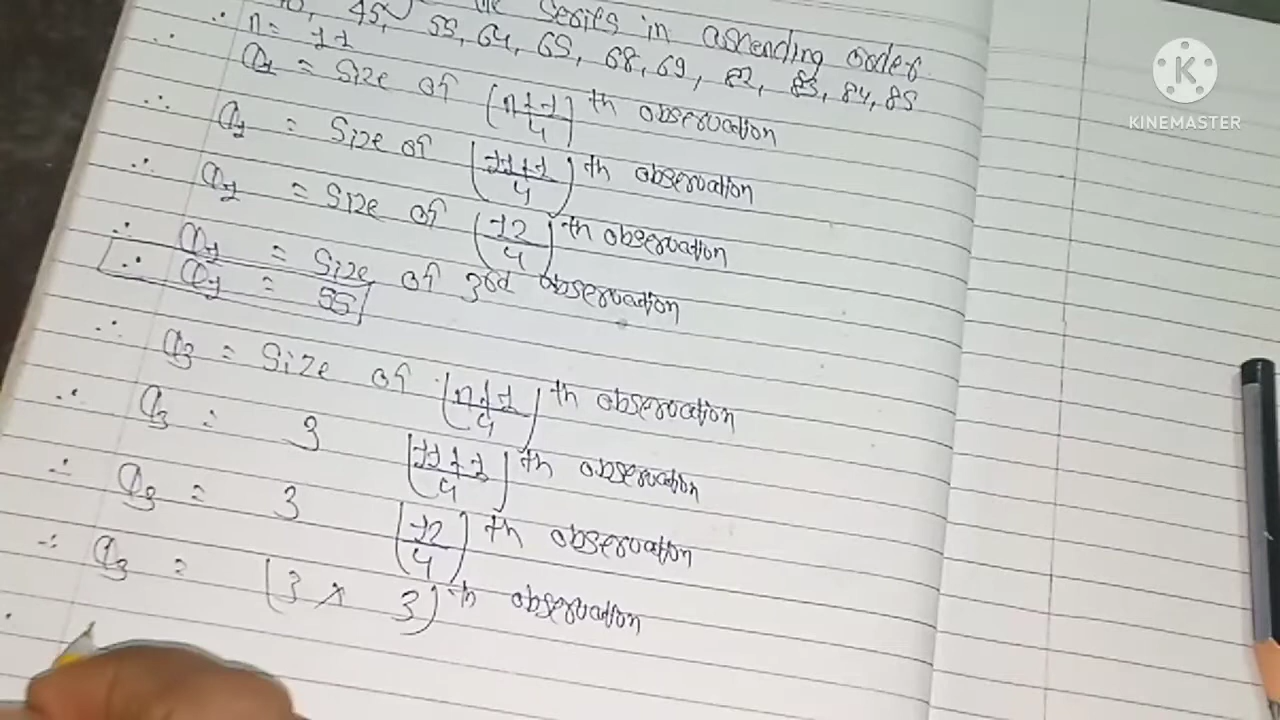 Series in ascending order
45, 55, 64, 65, 68, 69, 82, 83, 84, 85
∴ n = 11
∴ Q1 = Size of (n+1/4)th observation
∴ Q1 = Size of (11+1/4)th observation
∴ Q1 = Size of (12/4)th observation
∴ Q1 = Size of 3rd observation
∴ Q1 = 55
∴ Q3 = Size of (n+1/4)th observation
∴ Q3 = 3 (11+1/4)th observation
∴ Q3 = 3 (12/4)th observation
∴ Q3 = (3 × 3)th observation
KINEMASTER